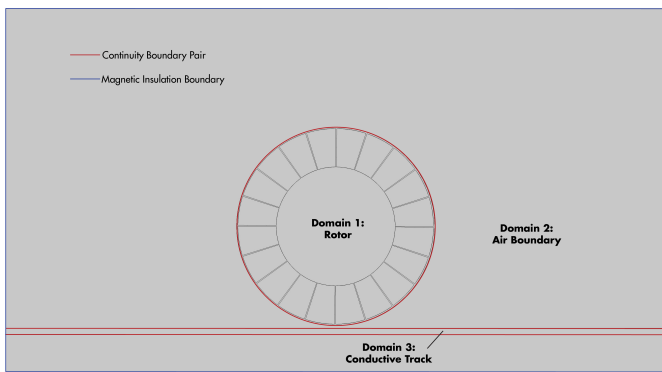 Continuity Boundary Pair
Magnetic Insulation Boundary
Domain 1:
Rotor
Domain 2:
Air Boundary
Domain 3:
Conductive Track